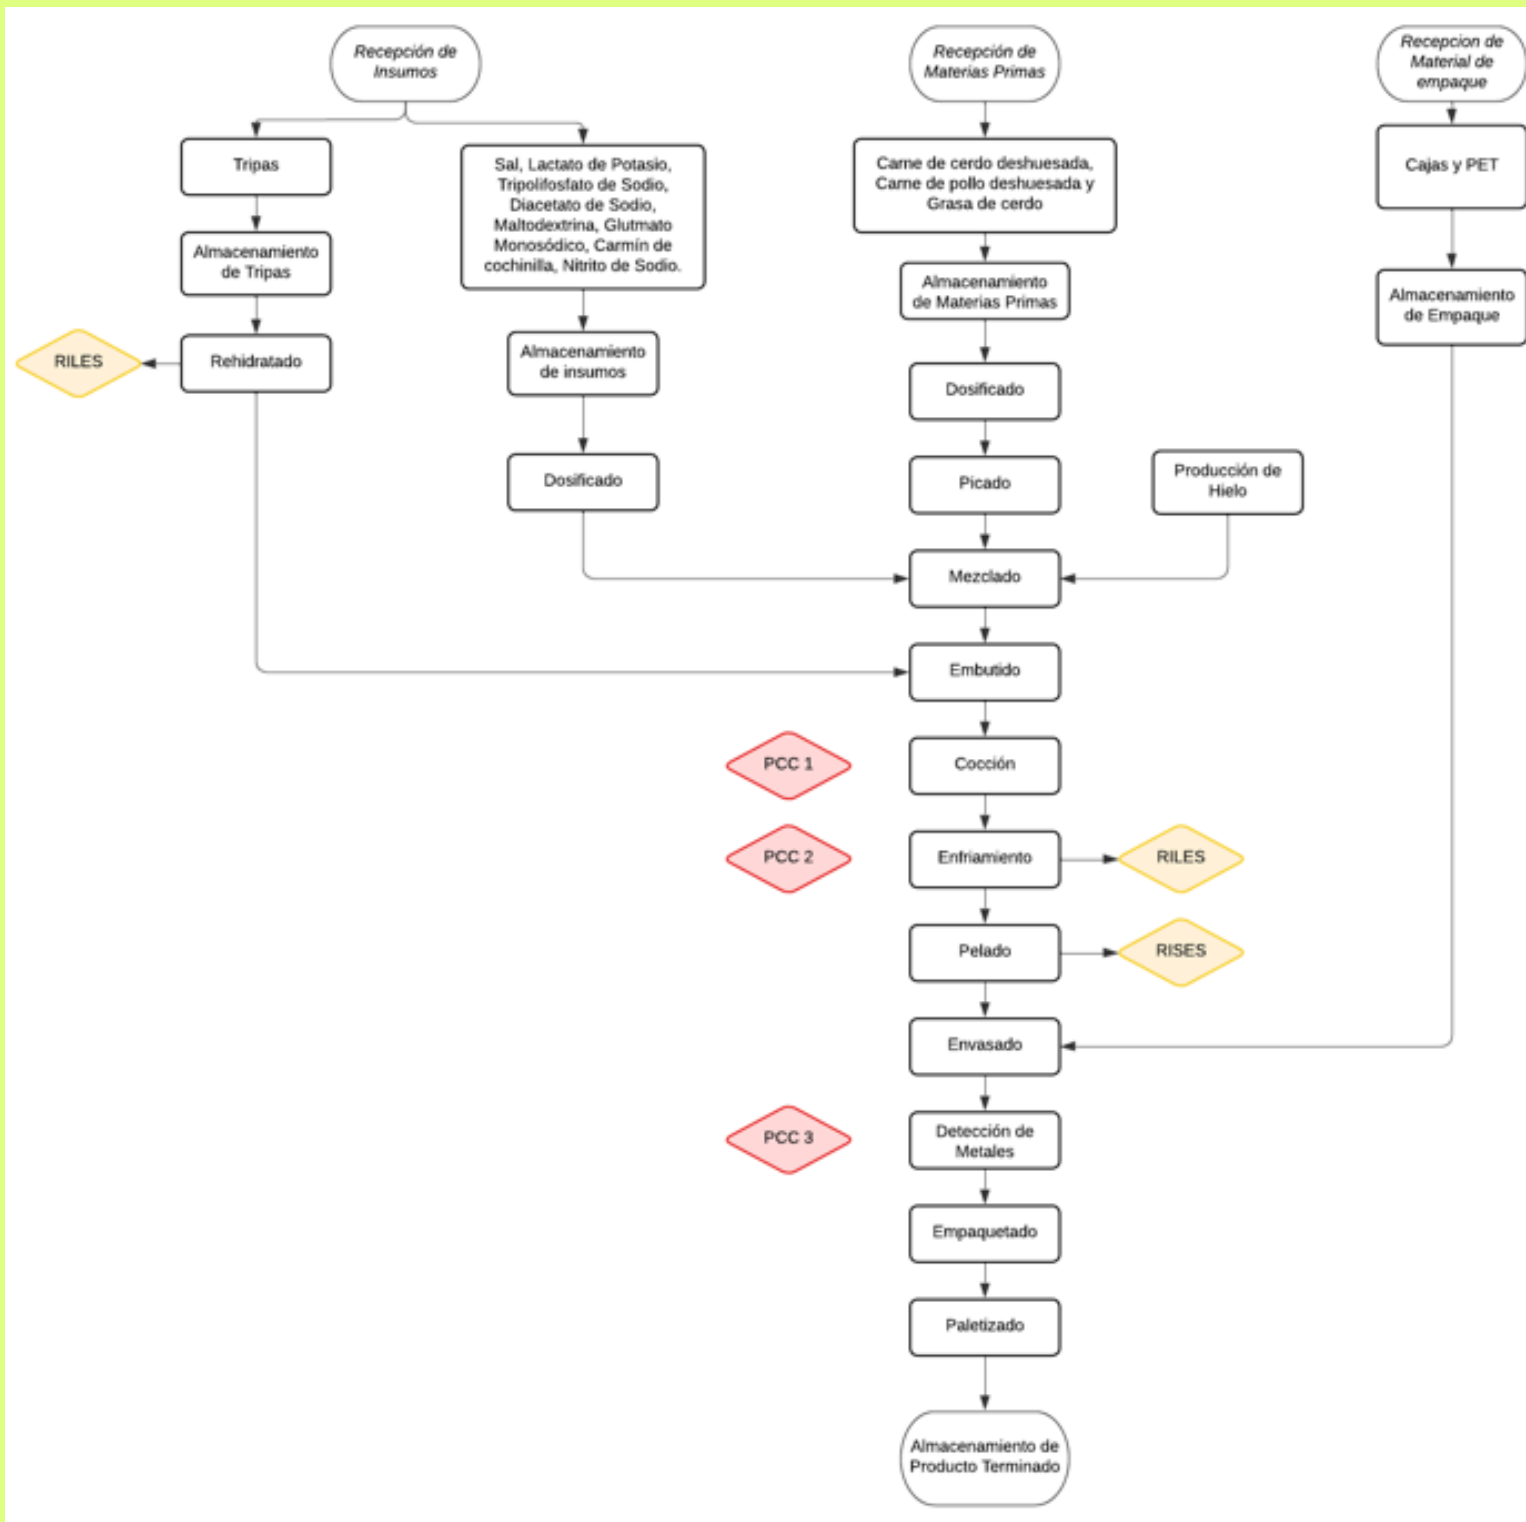 Recepción de
Insumos
Recepción de
Materias Primas
Recepcion de
Material de
empaque
Tripas
Sal, Lactato de Potasio,
Tripolifosfato de Sodio,
Diacetato de Sodio,
Maltodextrina, Glutmato
Monosódico, Carmín de
cochinilla, Nitrito de Sodio.
Carne de cerdo deshuesada,
Carne de pollo deshuesada y
Grasa de cerdo
Cajas y PET
Almacenamiento
de Tripas
Almacenamiento
de Materias Primas
Almacenamiento
de Empaque
RILES
Rehidratado
Almacenamiento
de insumos
Dosificado
Dosificado
Picado
Producción de
Hielo
Mezclado
Embutido
PCC 1
Cocción
PCC 2
Enfriamiento
RILES
Pelado
RISES
Envasado
PCC 3
Detección de
Metales
Empaquetado
Paletizado
Almacenamiento de
Producto Terminado